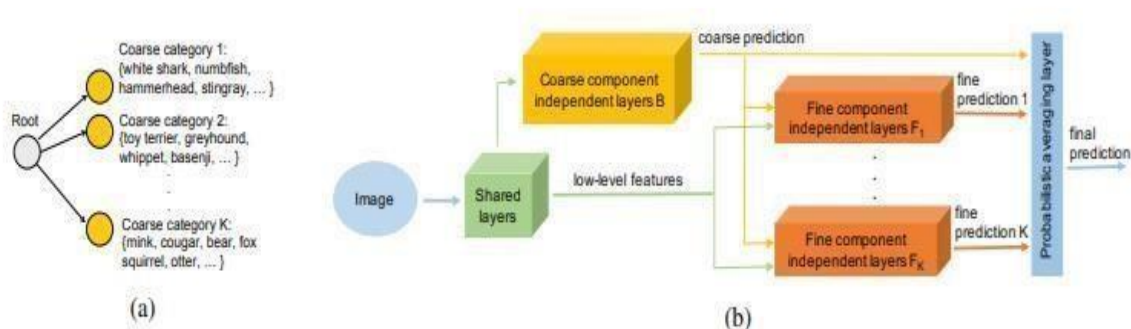 Root
Coarse category 1:
{white shark, numbfish,
hammerhead, stingray, ... }
Coarse category 2:
{toy terrier, greyhound,
whippet, basenji, ... }
.
.
.
Coarse category K:
{mink, cougar, bear, fox
squirrel, otter, ... }
(a)
Image
Shared
layers
low-level features
Coarse component
independent layers B
coarse prediction
Fine component
independent layers F1
.
.
.
Fine component
independent layers FK
fine
prediction 1
fine
prediction K
Probabilistic averaging layer
final
prediction
(b)